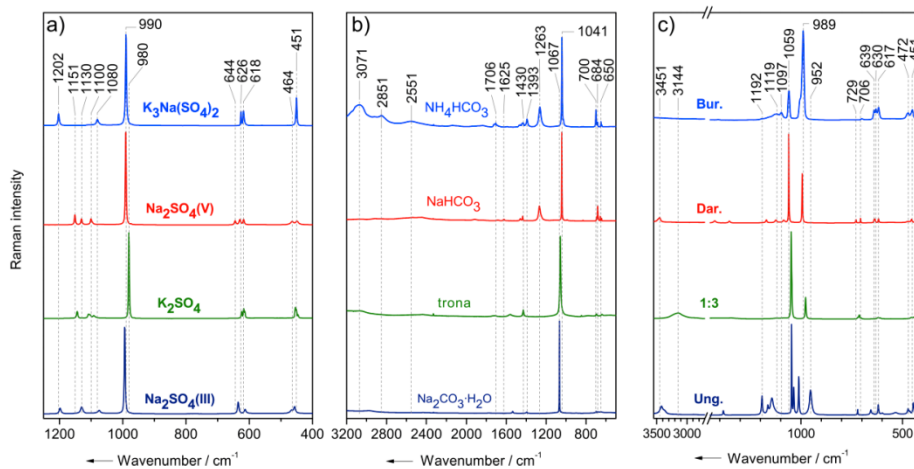 a)
990
1202
1151
1130
1100
1080
980
644
626
618
464
451
K3Na(SO4)2
Na2SO4(V)
K2SO4
Na2SO4(III)
Raman intensity
1200 1000 800 600 400
Wavenumber / cm-1
b)
3071
2851
2551
1706
1625
1430
1393
1263
1067
1041
700
684
650
NH4HCO3
NaHCO3
trona
Na2CO3·H2O
3200 2800 2400 2000 1600 1200 800
Wavenumber / cm-1
c)
3451
3144
1192
1119
1097
1059
989
952
729
706
639
630
617
472
451
Bur.
Dar.
1:3
Ung.
3500 3000 1000 500
Wavenumber / cm-1